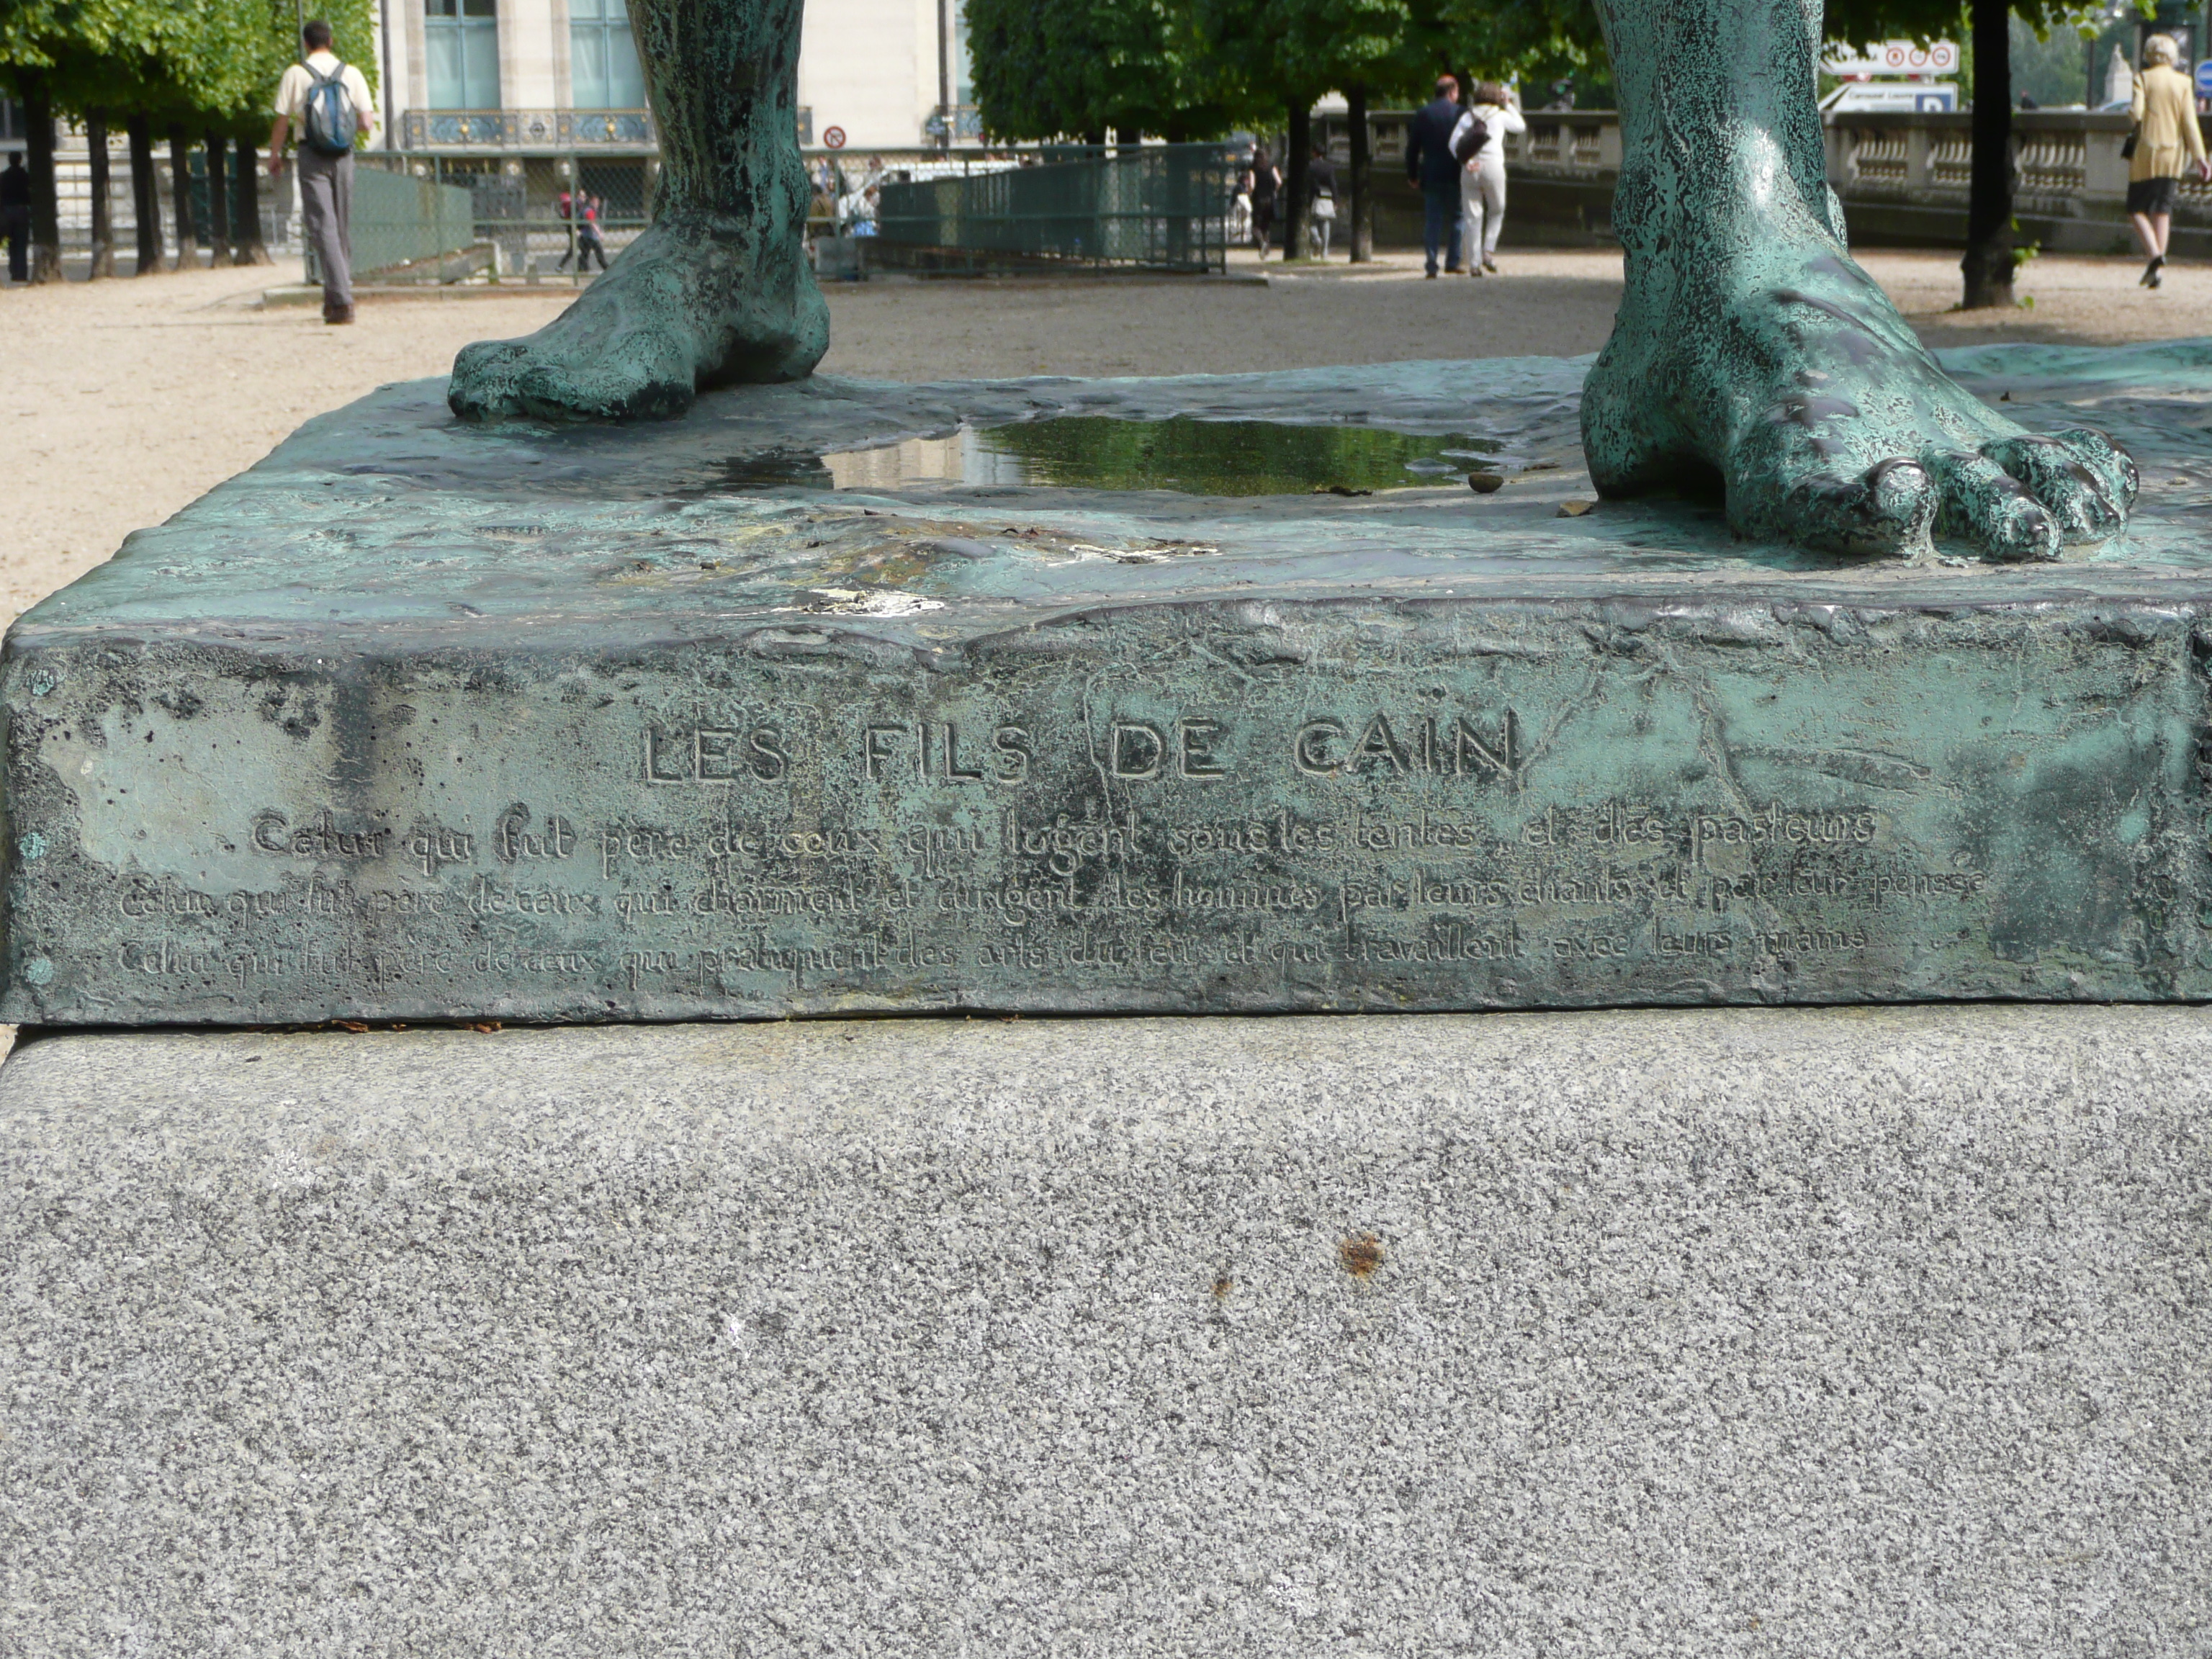 LES FILS DE CAÏN
Celui qui fut père de ceux qui logent sous les tentes, et des pasteurs
Celui qui fut père de ceux qui charment et dirigent les hommes par leurs chants et par leur pensée
Celui qui fut père de ceux qui pratiquent des arts du feu et qui travaillent avec leurs mains